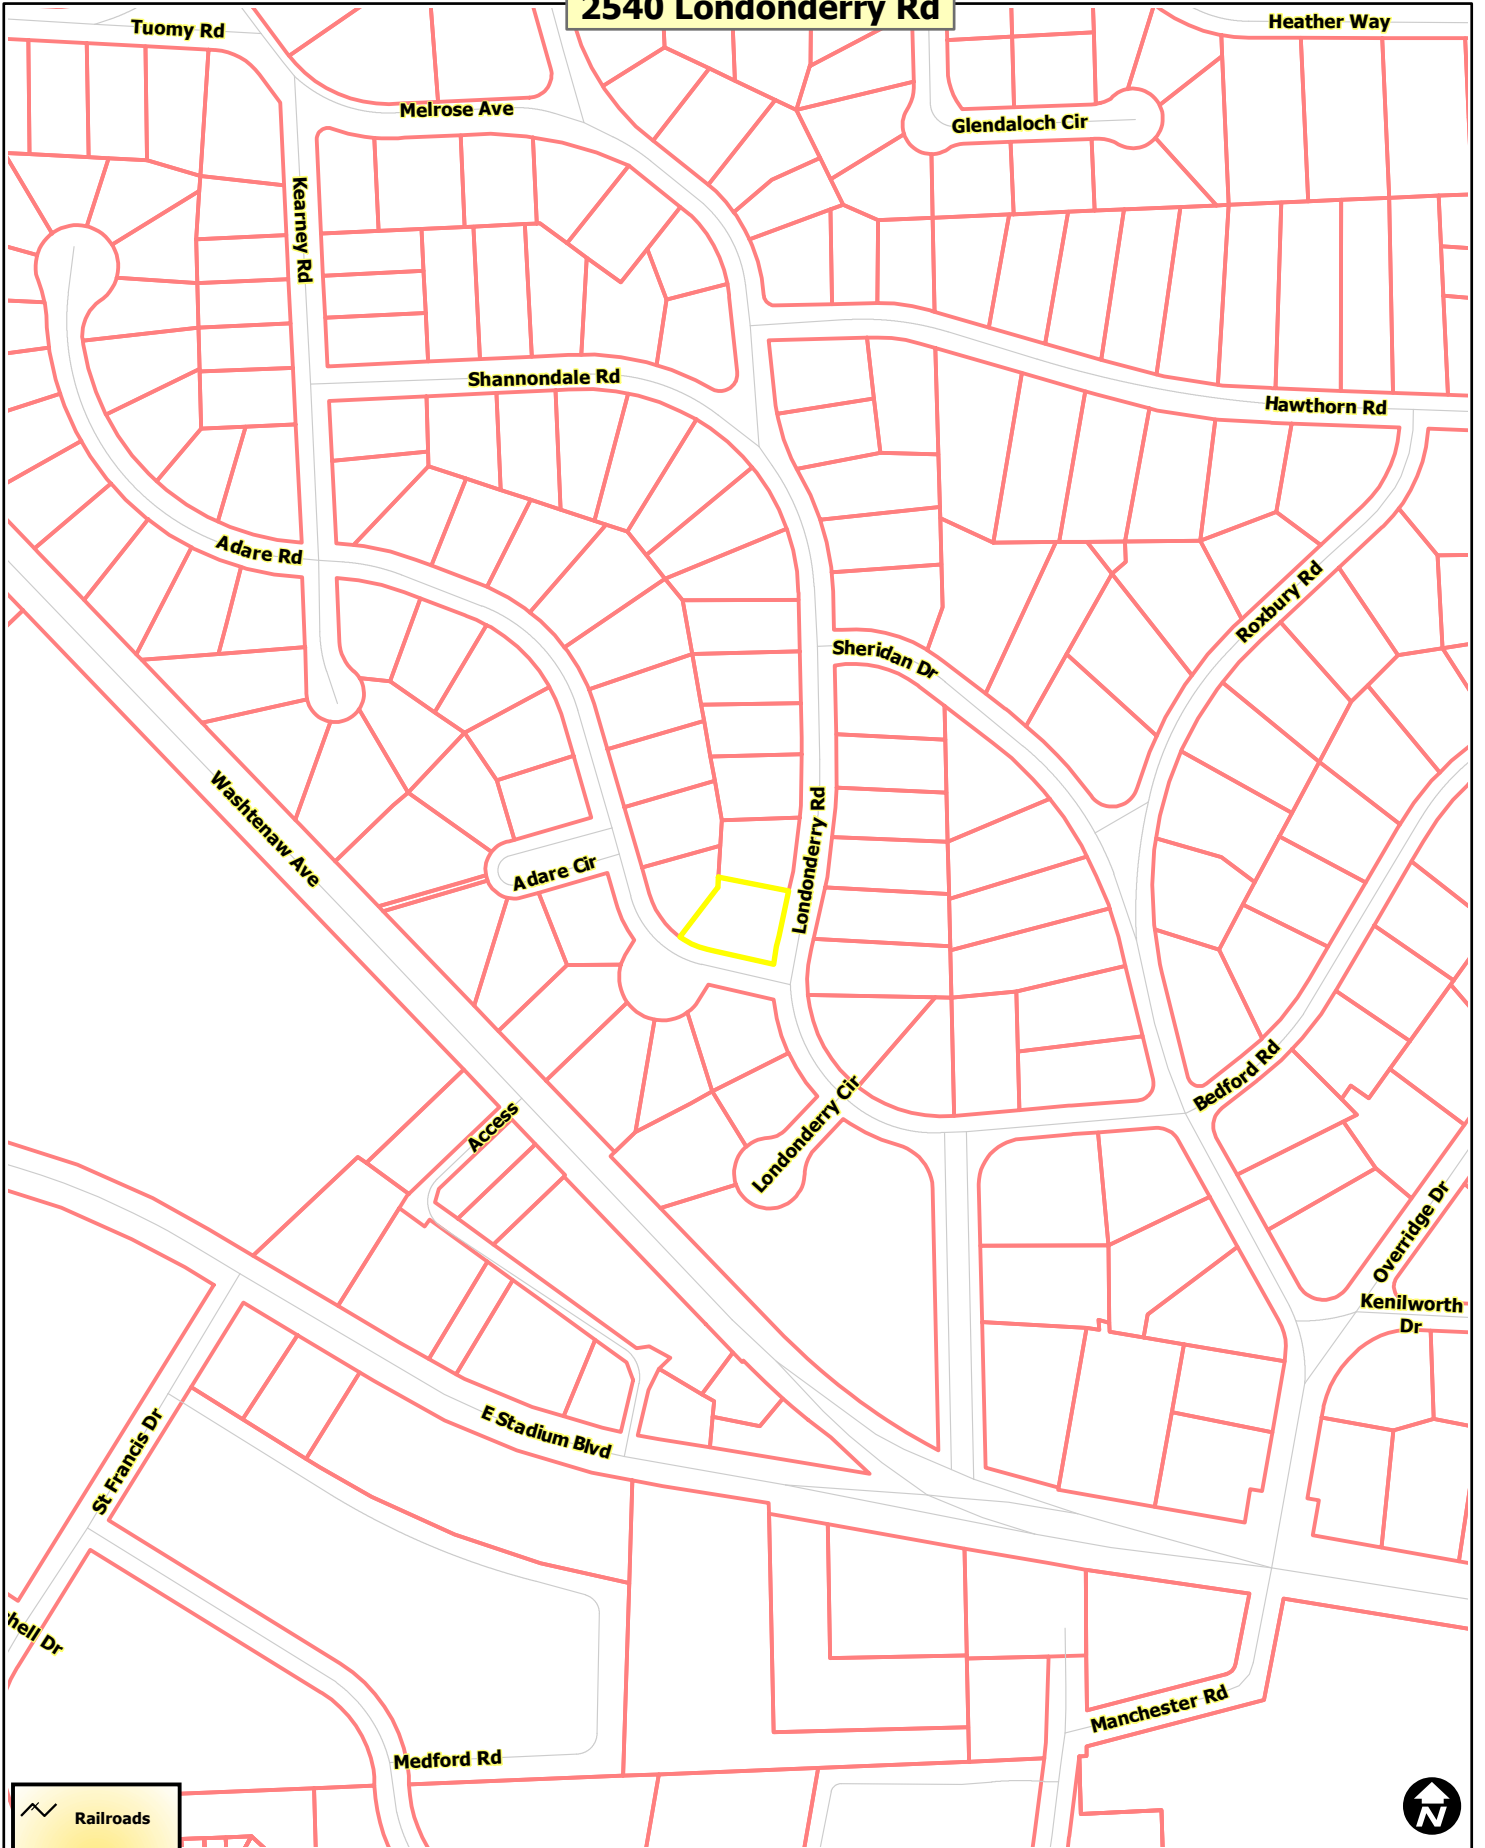 2540 Londonderry Rd
Tuomy Rd
Heather Way
Melrose Ave
Glendaloch Cir
Kearney Rd
Shannondale Rd
Hawthorn Rd
Adare Rd
Roxbury Rd
Sheridan Dr
Washtenaw Ave
Londonderry Rd
Adare Cir
Bedford Rd
Londonderry Cir
Access
Overridge Dr
Kenilworth
Dr
E Stadium Blvd
St Francis Dr
hell Dr
Manchester Rd
Medford Rd
Railroads
N